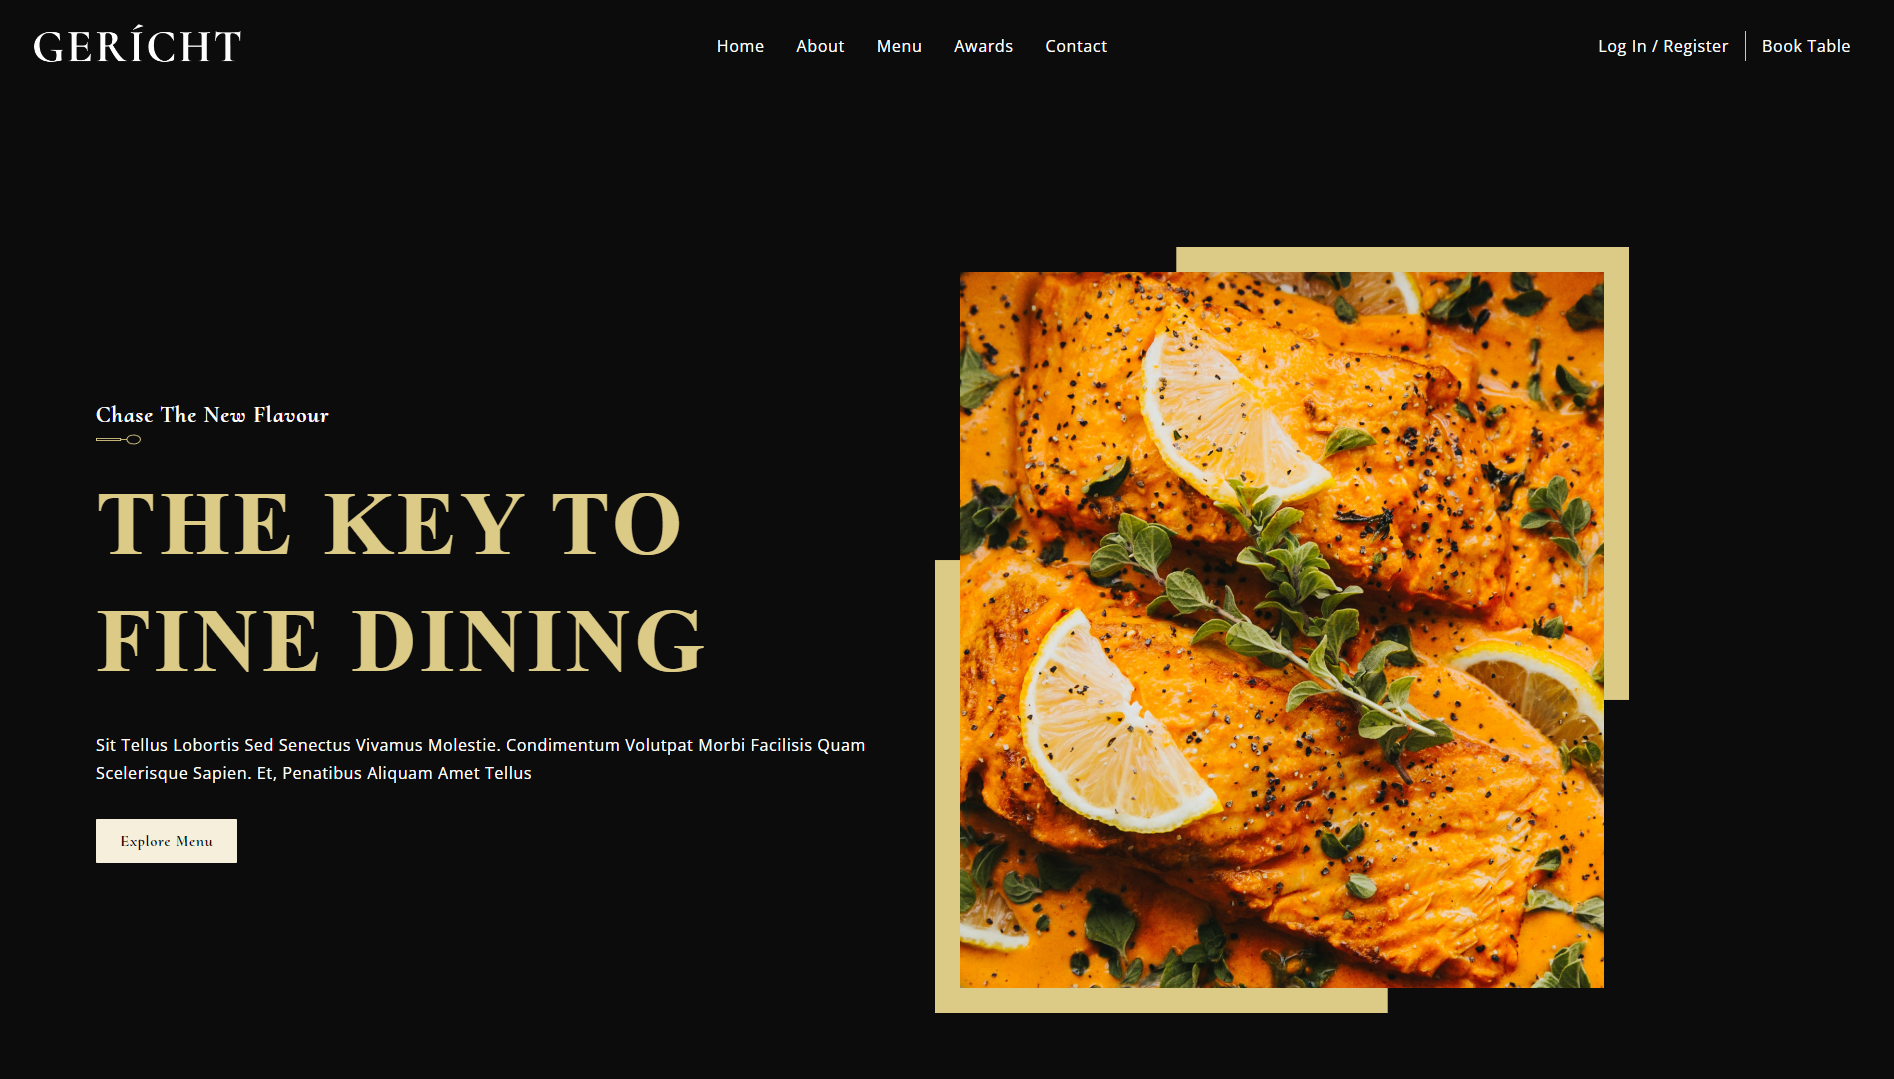 GERÍCHT
Home About Menu Awards Contact
Log In / Register Book Table
Chase The New Flavour
THE KEY TO
FINE DINING
Sit Tellus Lobortis Sed Senectus Vivamus Molestie. Condimentum Volutpat Morbi Facilisis Quam
Scelerisque Sapien. Et, Penatibus Aliquam Amet Tellus
Explore Menu